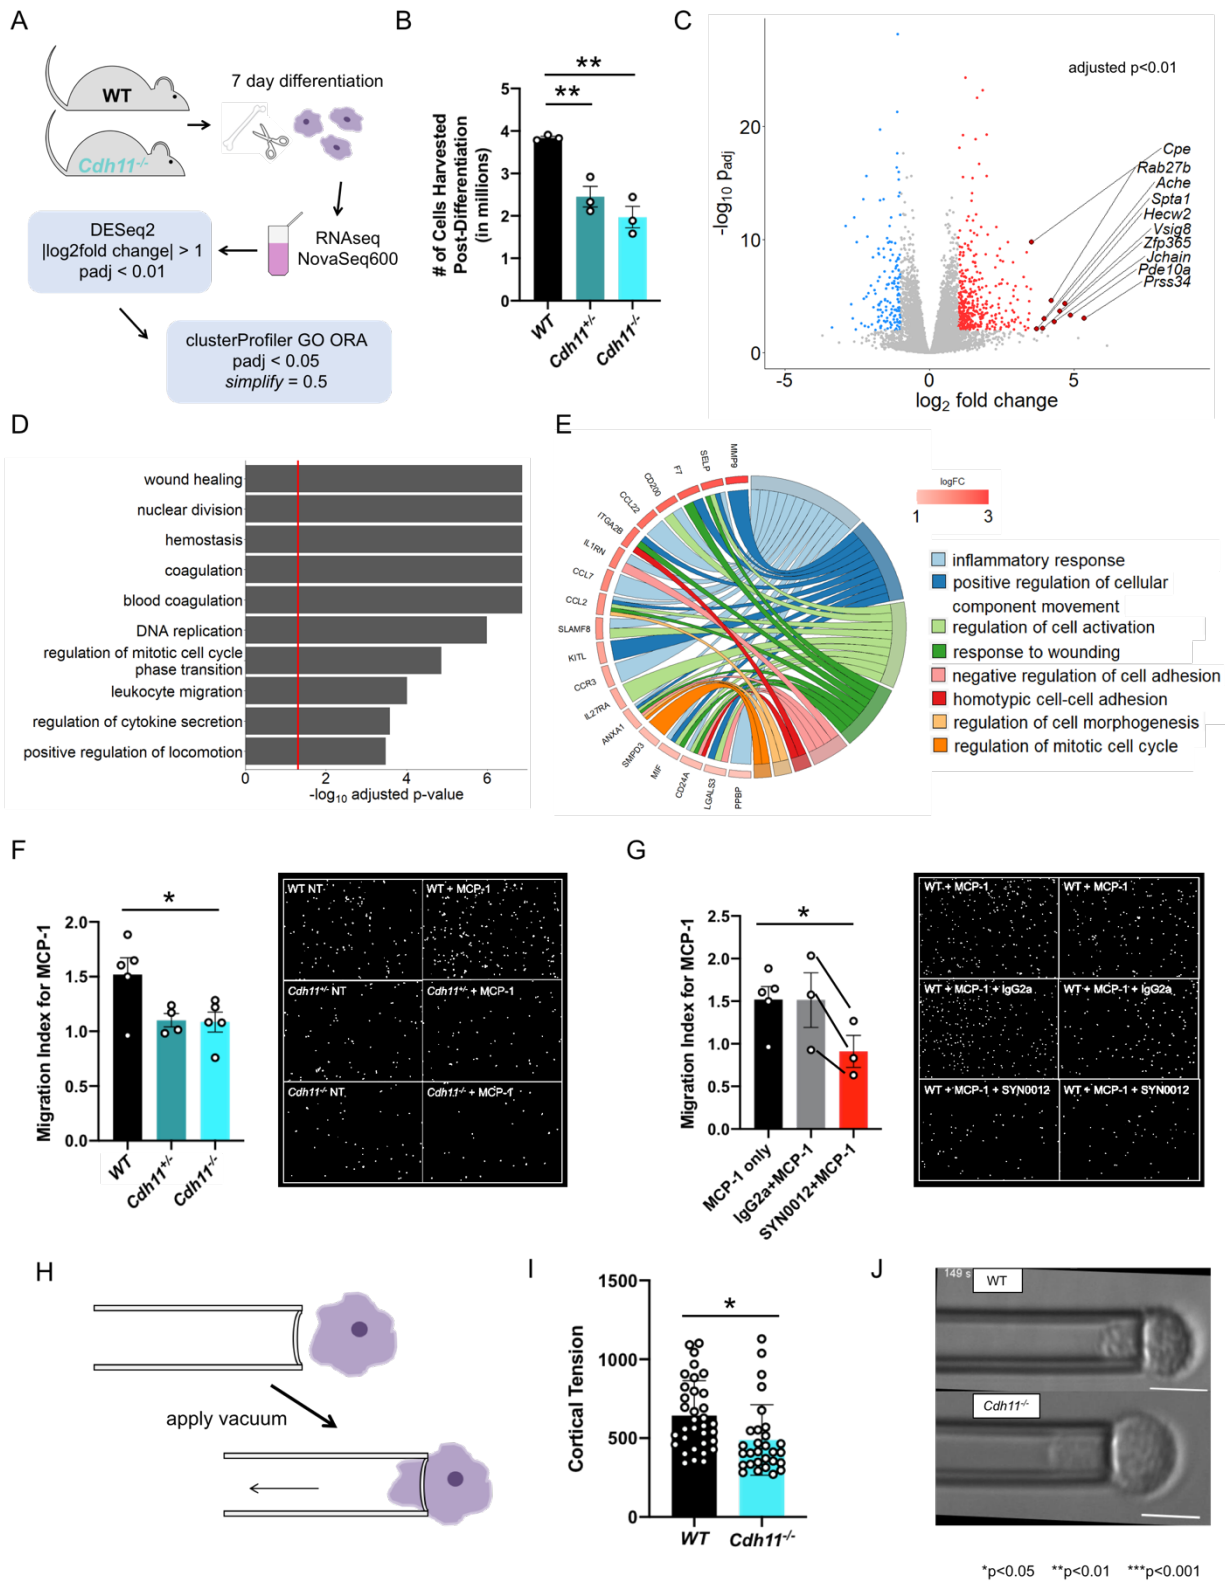 A
WT
Cdh11-/-
7 day differentiation
RNAseq
NovaSeq600
DESeq2
|log2fold change| > 1
padj < 0.01
clusterProfiler GO ORA
padj < 0.05
simplify = 0.5
B
**
**
# of Cells Harvested
Post-Differentiation
(in millions)
5
4
3
2
1
0
WT
Cdh11+/-
Cdh11-/-
C
adjusted p<0.01
-log10 padj
20
10
0
-5
0
5
log2 fold change
Cpe
Rab27b
Ache
Spta1
Hecw2
Vsig8
Zfp365
Jchain
Pde10a
Prss34
D
wound healing
nuclear division
hemostasis
coagulation
blood coagulation
DNA replication
regulation of mitotic cell cycle
phase transition
leukocyte migration
regulation of cytokine secretion
positive regulation of locomotion
0
2
4
6
-log10 adjusted p-value
E
MMP9
SELP
F7
CD200
CCL22
ITGA2B
IL1RN
CCL7
CCL2
SLAMF8
KITL
CCR3
IL27RA
ANXA1
SMPD3
MIF
CD24A
LGALS3
PPBP
logFC
1
3
inflammatory response
positive regulation of cellular
component movement
regulation of cell activation
response to wounding
negative regulation of cell adhesion
homotypic cell-cell adhesion
regulation of cell morphogenesis
regulation of mitotic cell cycle
F
*
Migration Index for MCP-1
2.0
1.5
1.0
0.5
0.0
WT
Cdh11+/-
Cdh11-/-
WT NT
WT + MCP-1
Cdh11+/- NT
Cdh11+/- + MCP-1
Cdh11-/- NT
Cdh11-/- + MCP-1
G
*
Migration Index for MCP-1
2.5
2.0
1.5
1.0
0.5
0.0
MCP-1 only
IgG2a+MCP-1
SYN0012+MCP-1
WT + MCP-1
WT + MCP-1
WT + MCP-1 + IgG2a
WT + MCP-1 + IgG2a
WT + MCP-1 + SYN0012
WT + MCP-1 + SYN0012
H
apply vacuum
I
*
Cortical Tension
1500
1000
500
0
WT
Cdh11-/-
J
149 s
WT
Cdh11-/-
*p<0.05 **p<0.01 ***p<0.001